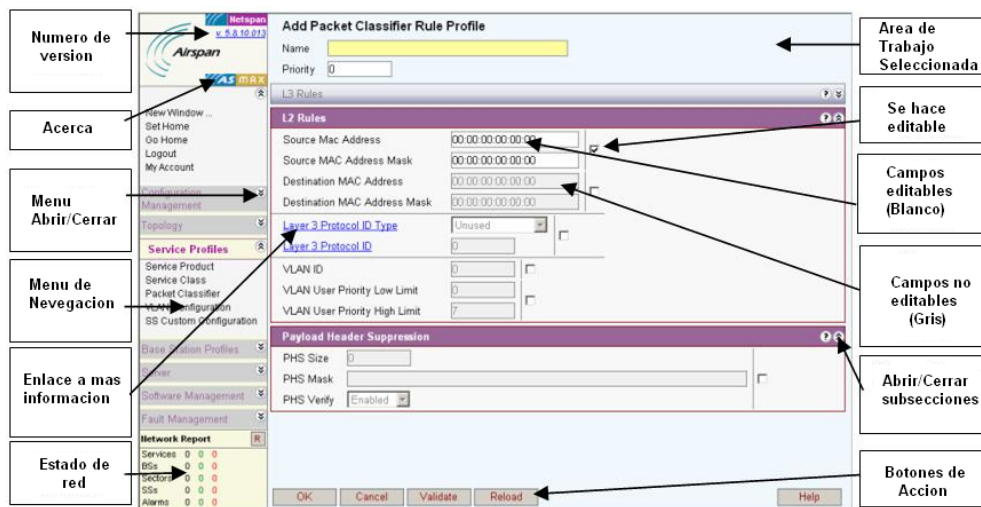 Numero de
version
Acerca
Menu
Abrir/Cerrar
Menu de
Nevegacion
Enlace a mas
informacion
Estado de
red
Netspan
v. 5.8.10.013
Airspan
AS MAX
New Window ...
Set Home
Go Home
Logout
My Account
Configuration
Management
Topology
Service Profiles
Service Product
Service Class
Packet Classifier
VLAN Configuration
SS Custom Configuration
Base Station Profiles
Server
Software Management
Fault Management
Network Report R
Services 0 0 0
BSs 0 0 0
Sectors 0 0 0
SSs 0 0 0
Alarms 0 0 0
Add Packet Classifier Rule Profile
Name
Priority 0
L3 Rules ?
L2 Rules ?
Source Mac Address 00:00:00:00:00:00
Source MAC Address Mask 00:00:00:00:00:00
Destination MAC Address 00:00:00:00:00:00
Destination MAC Address Mask 00:00:00:00:00:00
Layer 3 Protocol ID Type Unused
Layer 3 Protocol ID 0
VLAN ID 0
VLAN User Priority Low Limit 0
VLAN User Priority High Limit 7
Payload Header Suppression ?
PHS Size 0
PHS Mask
PHS Verify Enabled
OK Cancel Validate Reload Help
Area de
Trabajo
Seleccionada
Se hace
editable
Campos
editables
(Blanco)
Campos no
editables
(Gris)
Abrir/Cerrar
subsecciones
Botones de
Accion